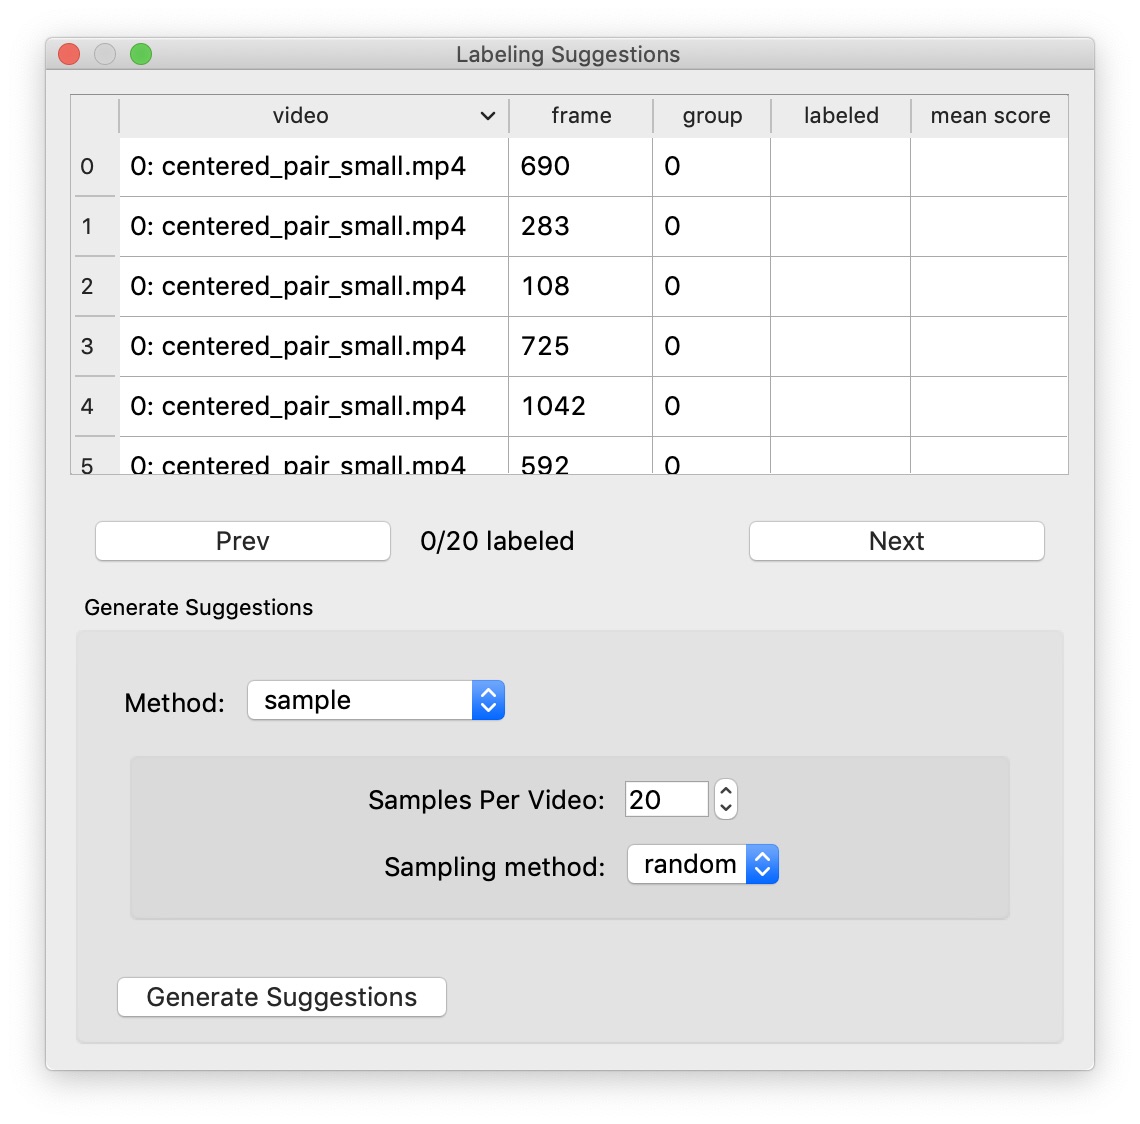 Labeling Suggestions
video frame group labeled mean score
0 0: centered_pair_small.mp4 690 0
1 0: centered_pair_small.mp4 283 0
2 0: centered_pair_small.mp4 108 0
3 0: centered_pair_small.mp4 725 0
4 0: centered_pair_small.mp4 1042 0
5 0: centered_pair_small.mp4 592 0
Prev 0/20 labeled Next
Generate Suggestions
Method: sample
Samples Per Video: 20
Sampling method: random
Generate Suggestions